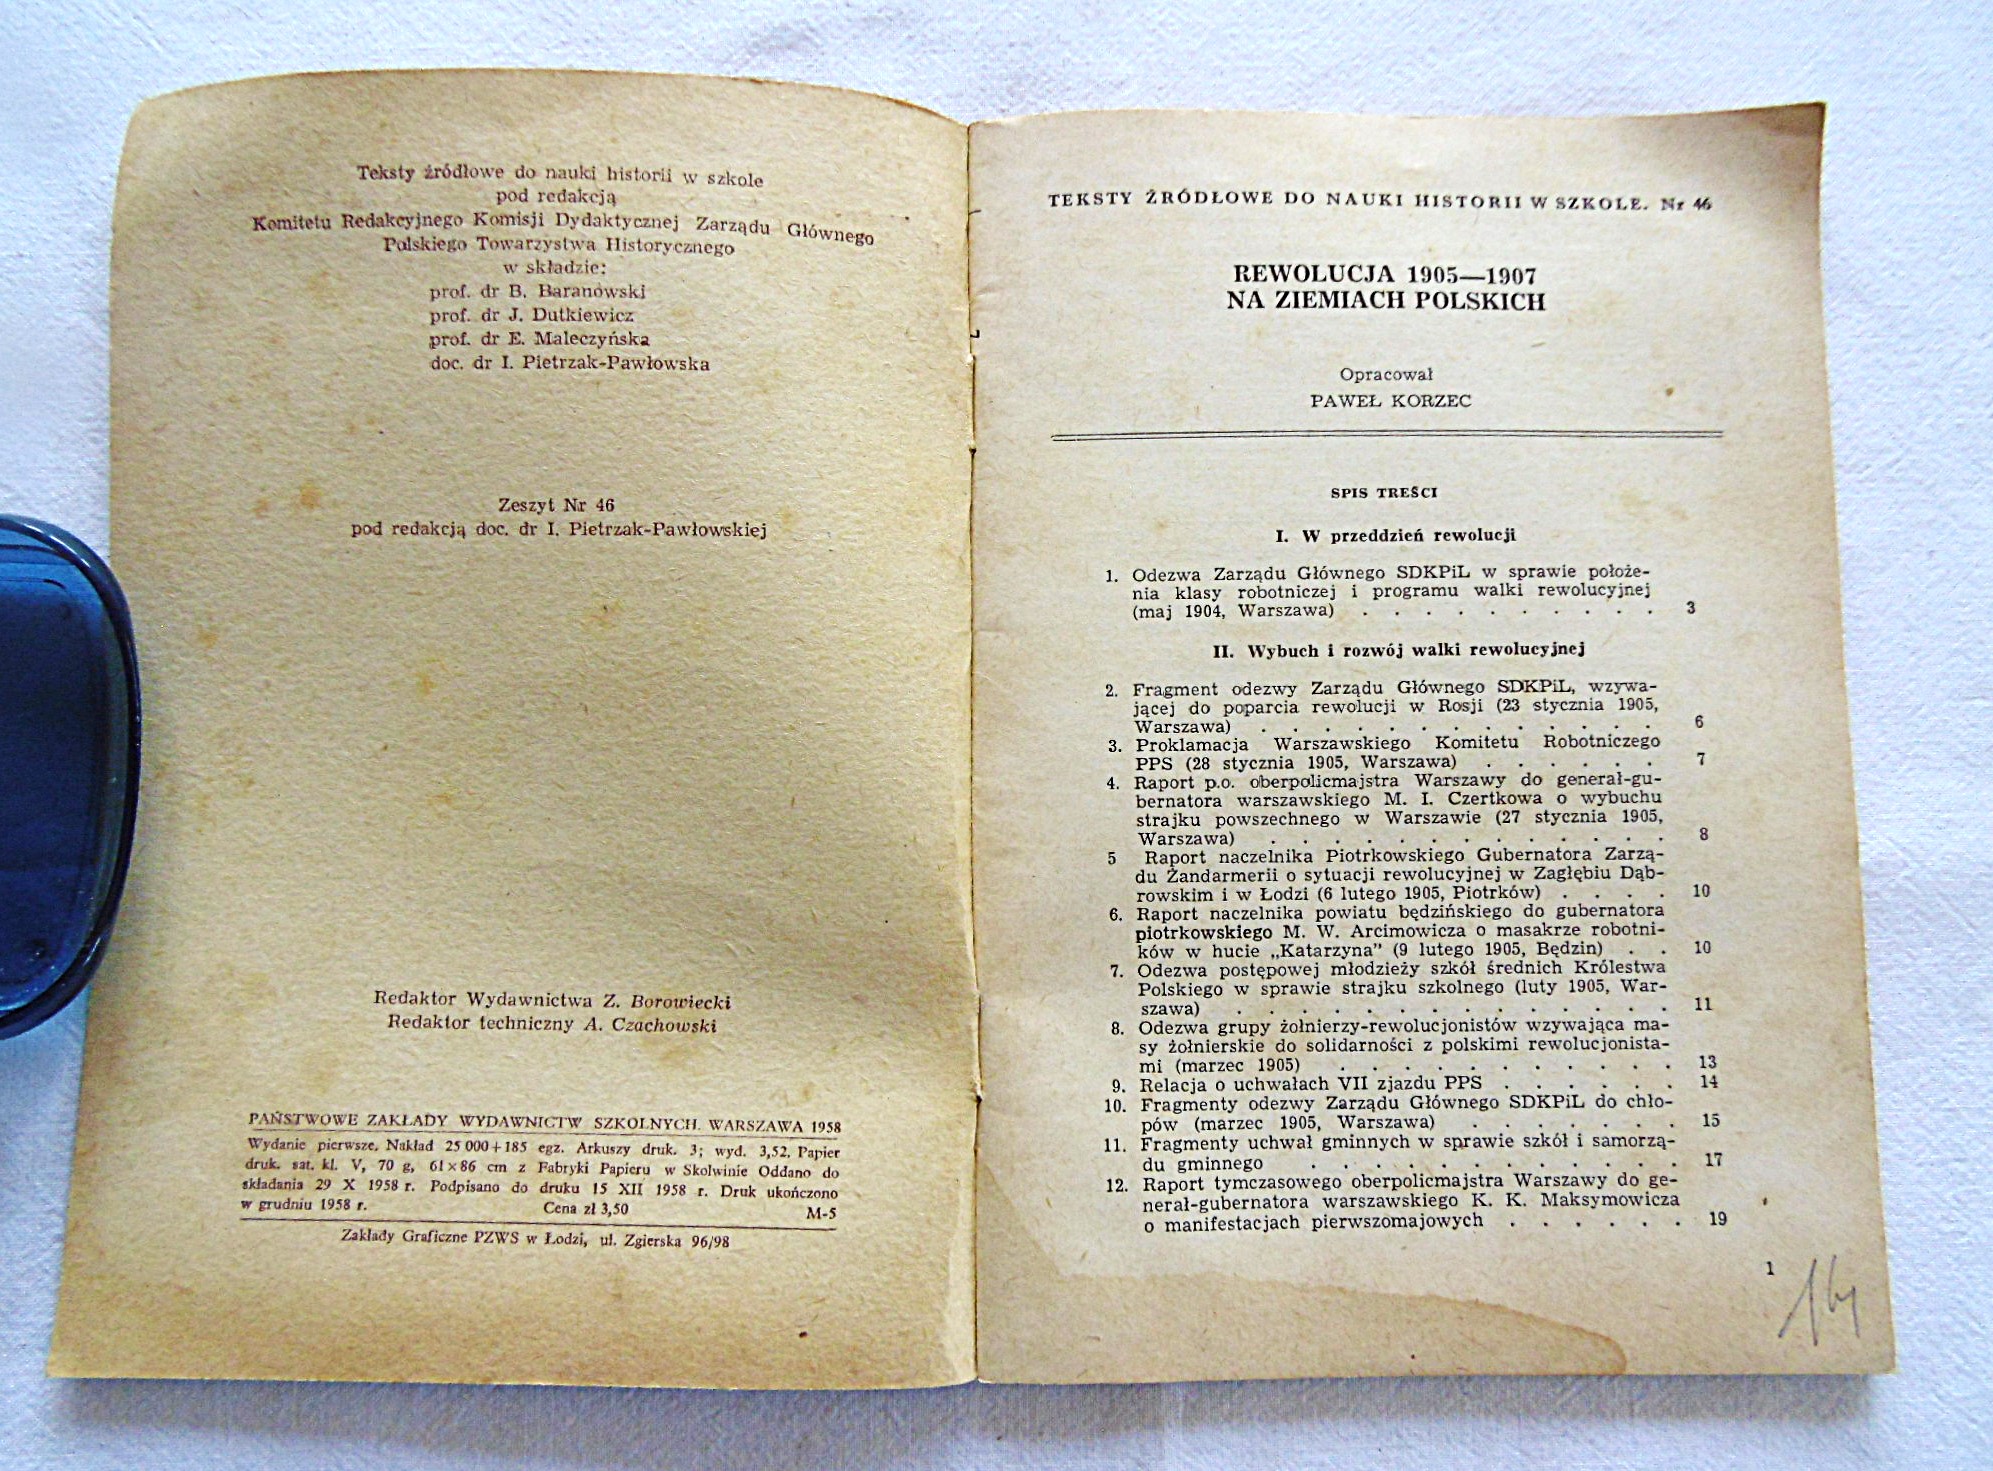 Teksty źródłowe do nauki historii w szkole
pod redakcją
Komitetu Redakcyjnego Komisji Dydaktycznej Zarządu Głównego
Polskiego Towarzystwa Historycznego
w składzie:
prof. dr B. Baranowski
prof. dr J. Dutkiewicz
prof. dr E. Maleczyńska
doc. dr I. Pietrzak-Pawłowska
Zeszyt Nr 46
pod redakcją doc. dr I. Pietrzak-Pawłowskiej
Redaktor Wydawnictwa Z. Borowiecki
Redaktor techniczny A. Czachowski
PAŃSTWOWE ZAKŁADY WYDAWNICTW SZKOLNYCH. WARSZAWA 1958
Wydanie pierwsze. Nakład 25 000+185 egz. Arkuszy druk. 3; wyd. 3,52. Papier
druk. sat. kl. V, 70 g, 61×86 cm z Fabryki Papieru w Skolwinie Oddano do
składania 29 X 1958 r. Podpisano do druku 15 XII 1958 r. Druk ukończono
w grudniu 1958 r. Cena zł 3,50 M-5
Zakłady Graficzne PZWS w Łodzi, ul. Zgierska 96/98
TEKSTY ŹRÓDŁOWE DO NAUKI HISTORII W SZKOLE. Nr 46
REWOLUCJA 1905—1907
NA ZIEMIACH POLSKICH
Opracował
PAWEŁ KORZEC
SPIS TREŚCI
I. W przeddzień rewolucji
1. Odezwa Zarządu Głównego SDKPiL w sprawie położe-
nia klasy robotniczej i programu walki rewolucyjnej
(maj 1904, Warszawa) . . . . . . . . . . 3
II. Wybuch i rozwój walki rewolucyjnej
2. Fragment odezwy Zarządu Głównego SDKPiL, wzywa-
jącej do poparcia rewolucji w Rosji (23 stycznia 1905,
Warszawa) . . . . . . . . . . . . . 6
3. Proklamacja Warszawskiego Komitetu Robotniczego
PPS (28 stycznia 1905, Warszawa) . . . . . . 7
4. Raport p.o. oberpolicmajstra Warszawy do generał-gu-
bernatora warszawskiego M. I. Czertkowa o wybuchu
strajku powszechnego w Warszawie (27 stycznia 1905,
Warszawa) . . . . . . . . . . . . . 8
5 Raport naczelnika Piotrkowskiego Gubernatora Zarzą-
du Żandarmerii o sytuacji rewolucyjnej w Zagłębiu Dąb-
rowskim i w Łodzi (6 lutego 1905, Piotrków) . . . . 10
6. Raport naczelnika powiatu będzińskiego do gubernatora
piotrkowskiego M. W. Arcimowicza o masakrze robotni-
ków w hucie „Katarzyna" (9 lutego 1905, Będzin) . . 10
7. Odezwa postępowej młodzieży szkół średnich Królestwa
Polskiego w sprawie strajku szkolnego (luty 1905, War-
szawa) . . . . . . . . . . . . . . 11
8. Odezwa grupy żołnierzy-rewolucjonistów wzywająca ma-
sy żołnierskie do solidarności z polskimi rewolucjonista-
mi (marzec 1905) . . . . . . . . . . . 13
9. Relacja o uchwałach VII zjazdu PPS . . . . . . 14
10. Fragmenty odezwy Zarządu Głównego SDKPiL do chło-
pów (marzec 1905, Warszawa) . . . . . . . 15
11. Fragmenty uchwał gminnych w sprawie szkół i samorzą-
du gminnego . . . . . . . . . . . . 17
12. Raport tymczasowego oberpolicmajstra Warszawy do ge-
nerał-gubernatora warszawskiego K. K. Maksymowicza
o manifestacjach pierwszomajowych . . . . . . 19
1